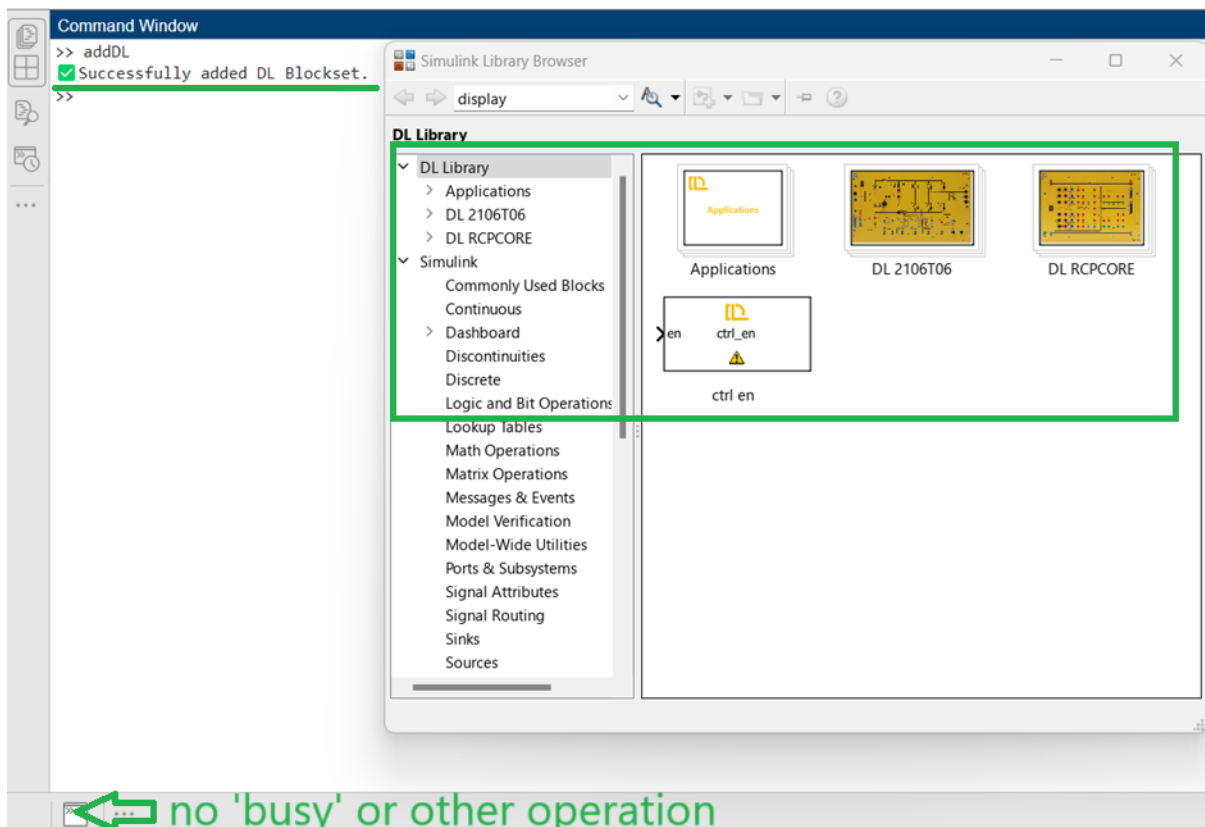 Command Window
>> addDL
✅Successfully added DL Blockset.
>>
Simulink Library Browser
display
DL Library
DL Library
Applications
DL 2106T06
DL RCPCORE
Simulink
Commonly Used Blocks
Continuous
Dashboard
Discontinuities
Discrete
Logic and Bit Operations
Lookup Tables
Math Operations
Matrix Operations
Messages & Events
Model Verification
Model-Wide Utilities
Ports & Subsystems
Signal Attributes
Signal Routing
Sinks
Sources
Applications
Applications
DL 2106T06
DL RCPCORE
en
ctrl_en
ctrl en
no 'busy' or other operation